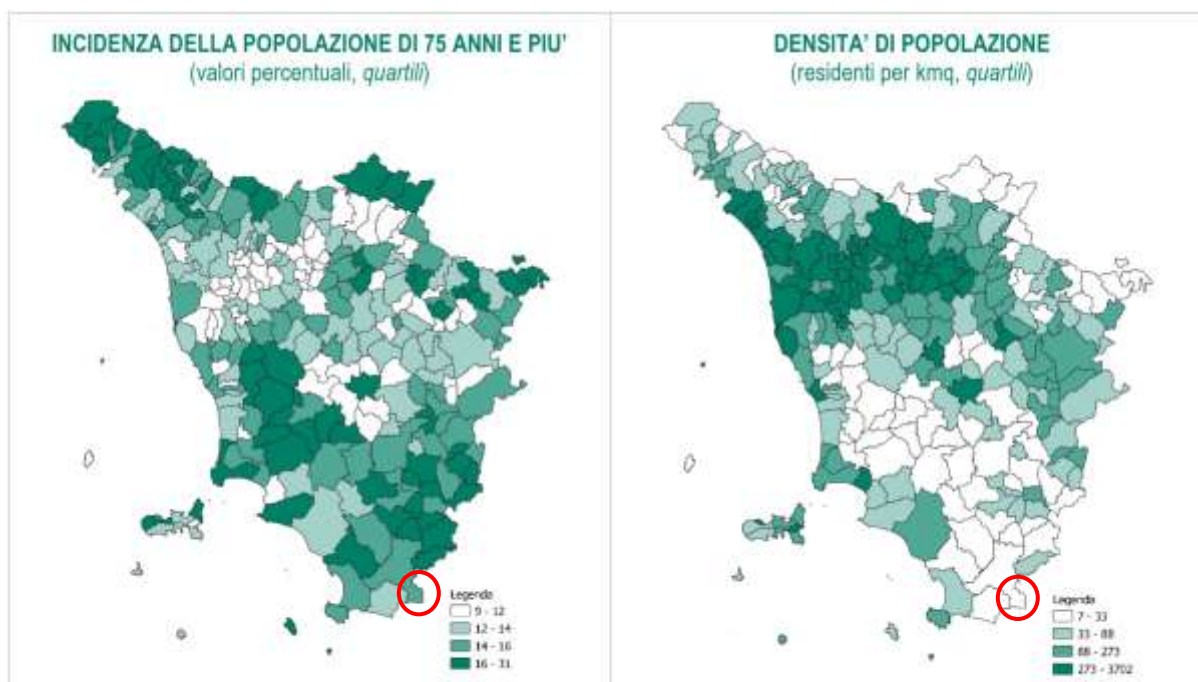 INCIDENZA DELLA POPOLAZIONE DI 75 ANNI E PIU'
(valori percentuali, quartili)
Legenda
9 - 12
12 - 14
14 - 16
16 - 31
DENSITA' DI POPOLAZIONE
(residenti per kmq, quartili)
Legenda
7 - 33
33 - 88
88 - 273
273 - 3702